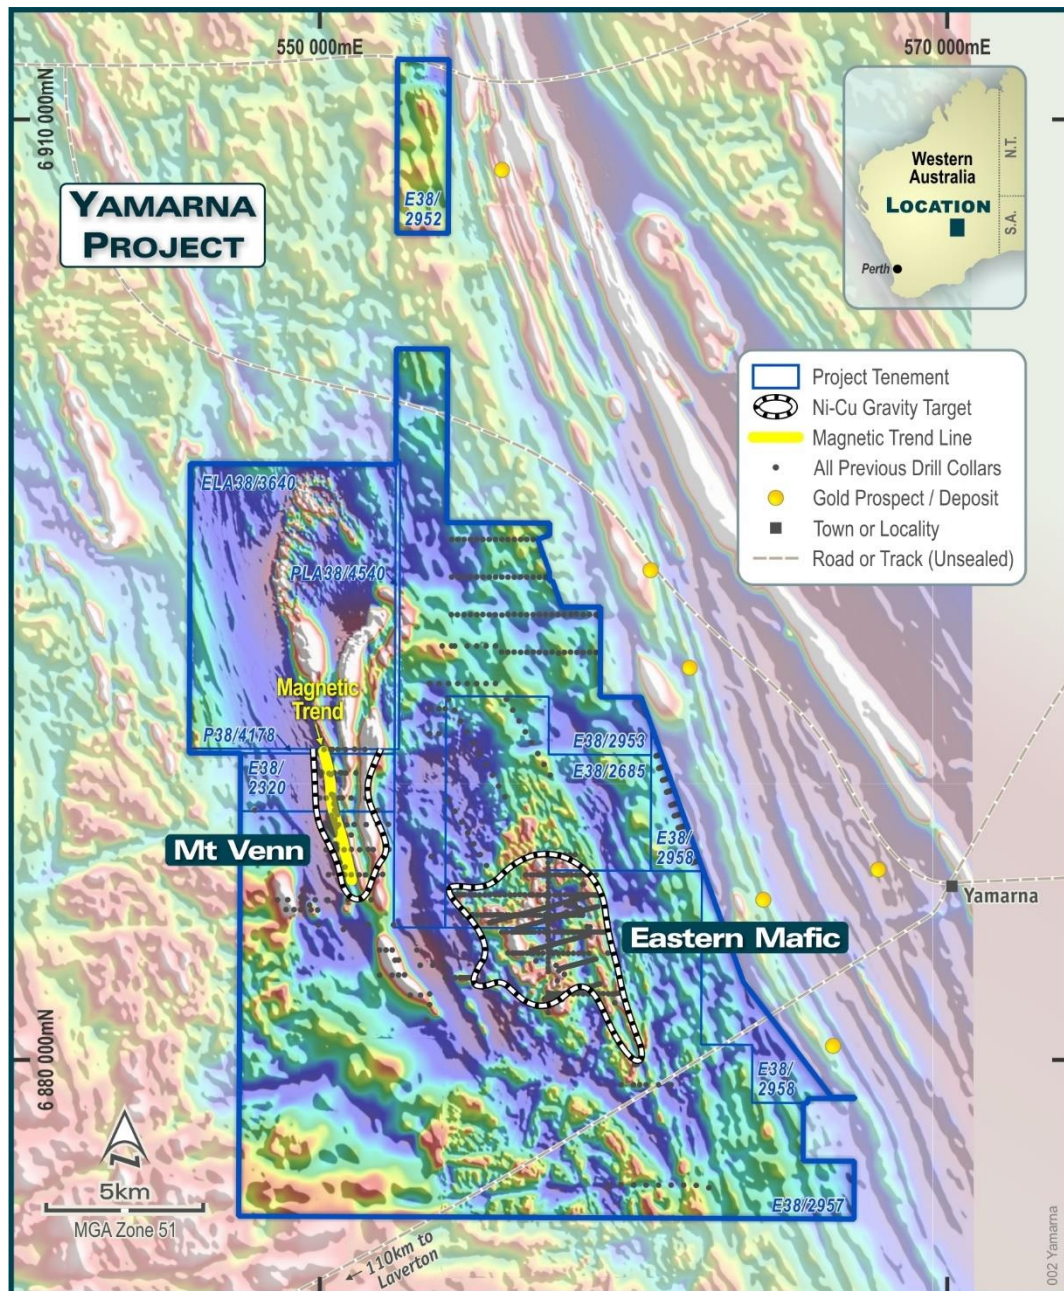 550 000mE
570 000mE
6 910 000mN
YAMARNA
PROJECT
E38/
2952
Western
Australia
LOCATION
Perth
N.T.
S.A.
Project Tenement
Ni-Cu Gravity Target
Magnetic Trend Line
All Previous Drill Collars
Gold Prospect / Deposit
Town or Locality
Road or Track (Unsealed)
ELA38/3640
PLA38/4540
Magnetic
Trend
P38/4178
E38/
2320
E38/2953
E38/2685
E38/
2958
Mt Venn
Eastern Mafic
Yamarna
6 880 000mN
E38/
2958
E38/2957
5km
MGA Zone 51
110km to
Laverton
002 Yamarna